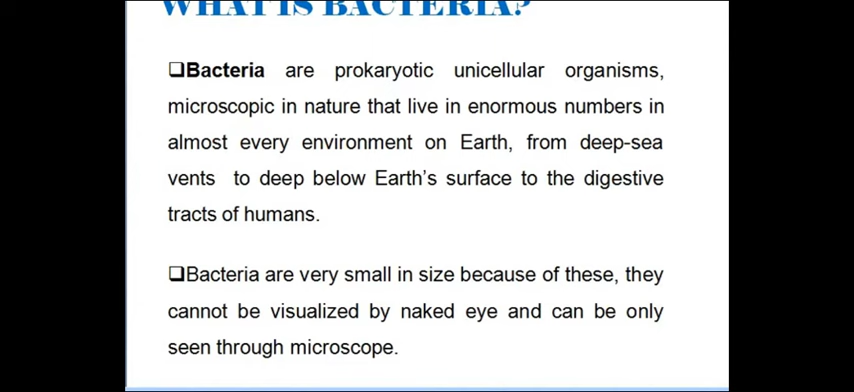 WHAT IS BACTERIA?
❑Bacteria are prokaryotic unicellular organisms,
microscopic in nature that live in enormous numbers in
almost every environment on Earth, from deep-sea
vents to deep below Earth's surface to the digestive
tracts of humans.
❑Bacteria are very small in size because of these, they
cannot be visualized by naked eye and can be only
seen through microscope.